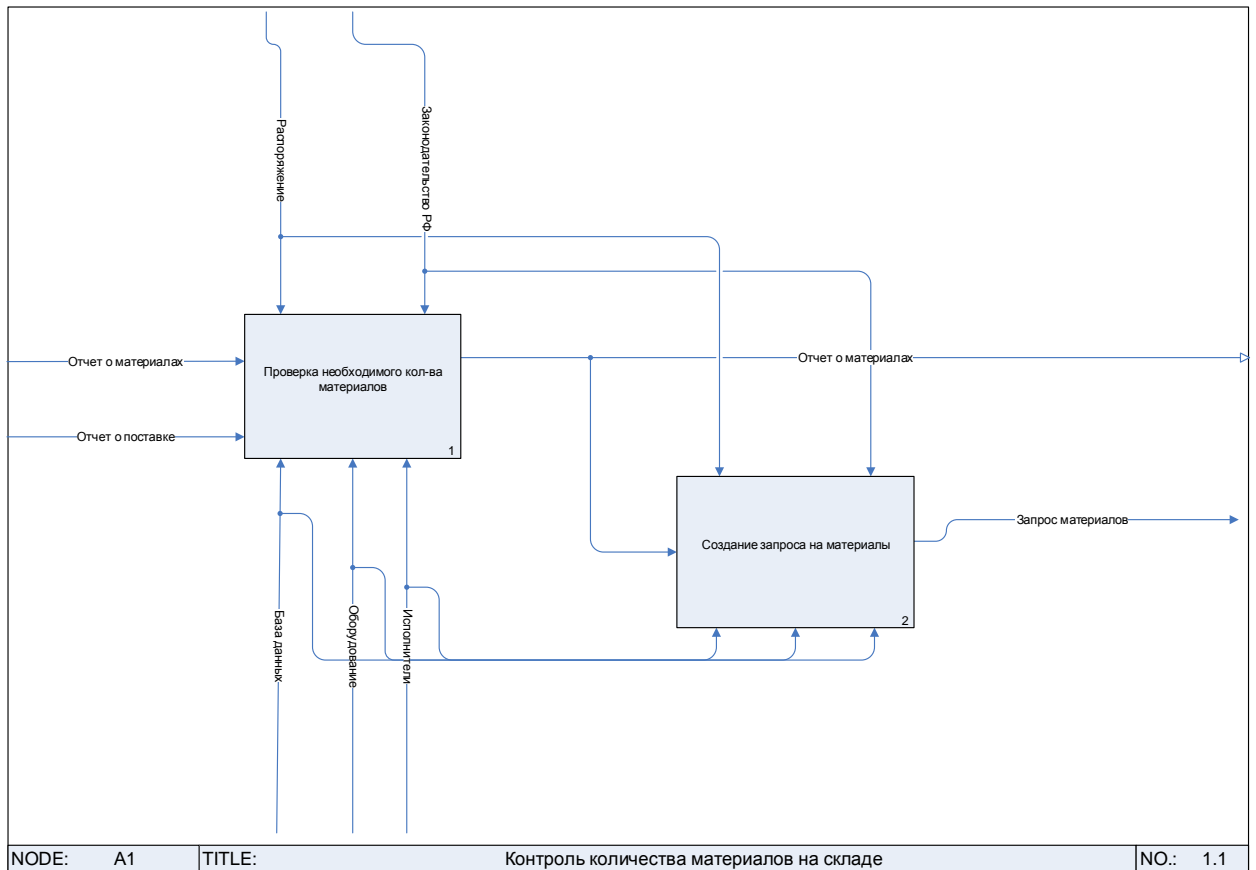 Распоряжение
Законодательство РФ
Отчет о материалах
Отчет о поставке
Проверка необходимого кол-ва
материалов
1
Отчет о материалах
Создание запроса на материалы
2
Запрос материалов
База данных
Оборудование
Исполнители
NODE: A1 TITLE: Контроль количества материалов на складе NO.: 1.1